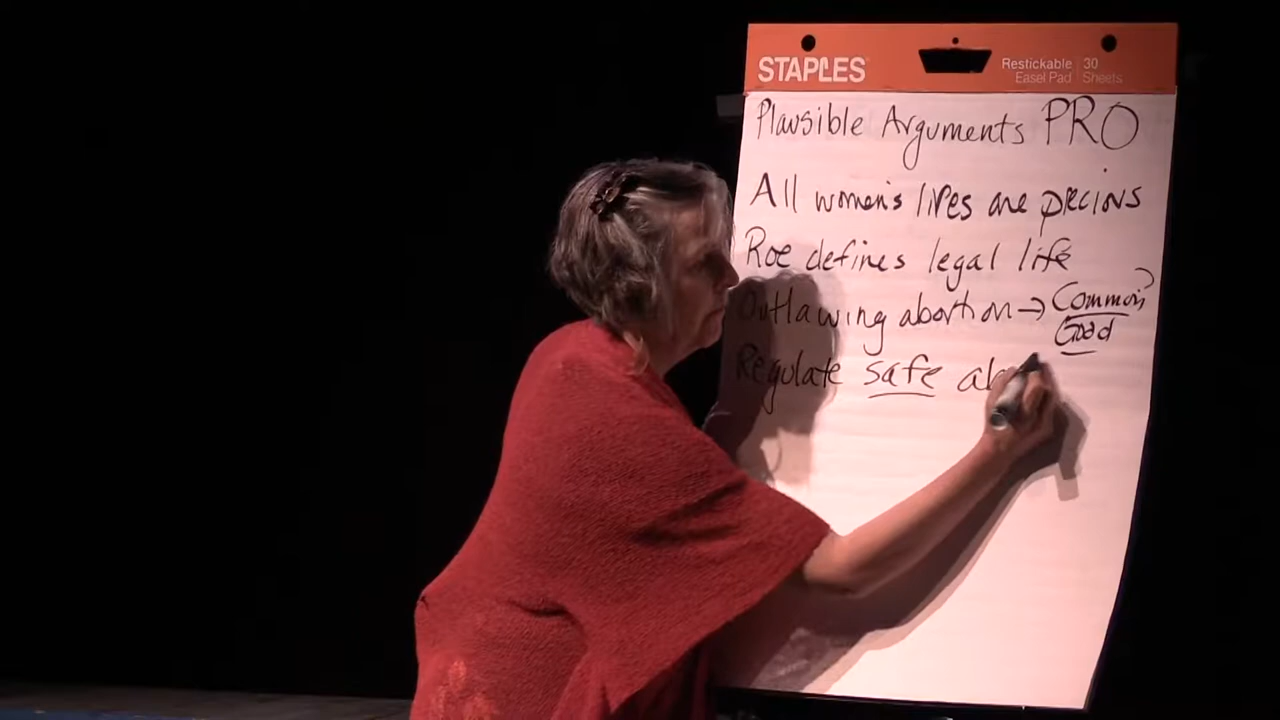 STAPLES
Restickable 30
Easel Pad Sheets
Plausible Arguments PRO
All women's lives are precious
Roe defines legal life
Outlawing abortion → Common?
Good
Regulate safe ab